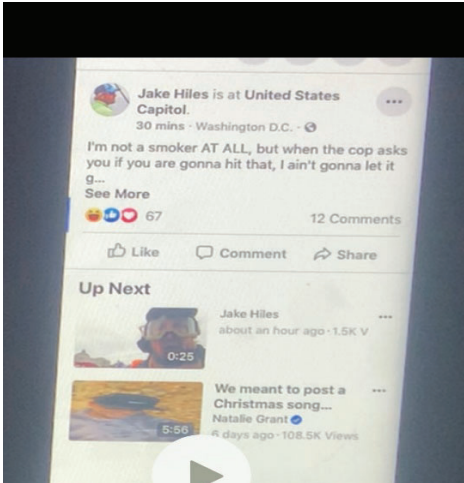 Jake Hiles is at United States
Capitol.
30 mins · Washington D.C. ·
I'm not a smoker AT ALL, but when the cop asks
you if you are gonna hit that, I ain't gonna let it
g...
See More
67
12 Comments
Like
Comment
Share
Up Next
Jake Hiles
about an hour ago · 1.5K V
0:25
We meant to post a
Christmas song...
Natalie Grant
6 days ago · 108.5K Views
5:56